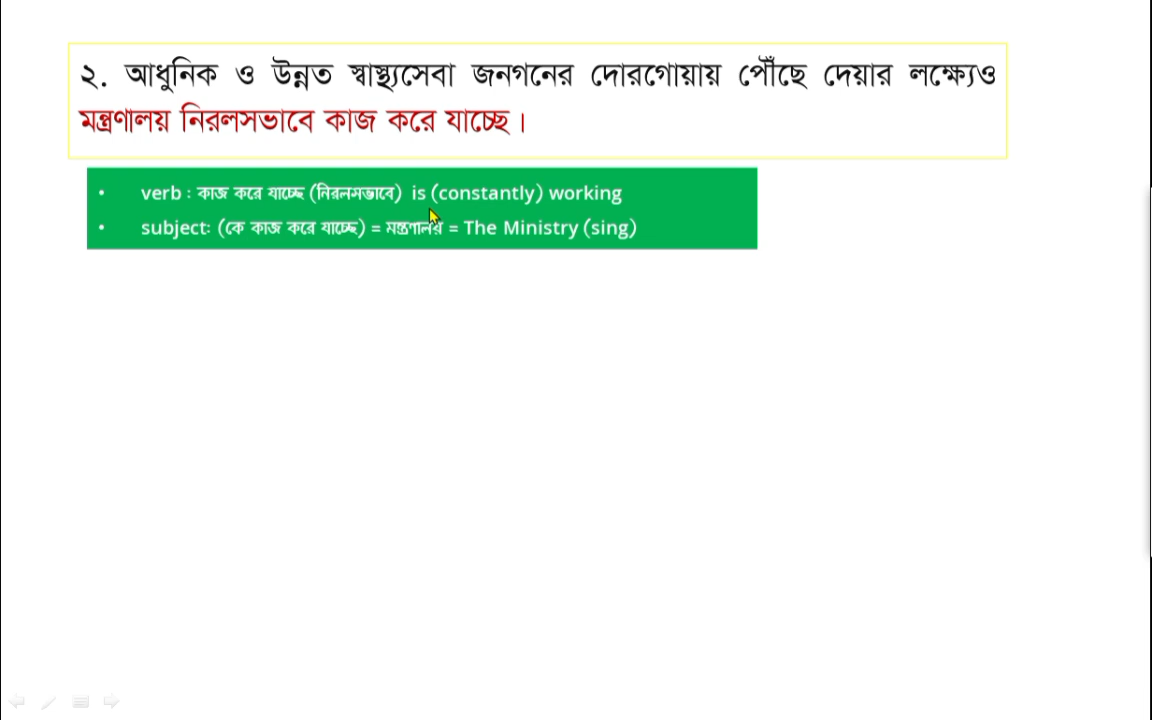 ২. আধুনিক ও উন্নত স্বাস্থ্যসেবা জনগনের দোরগোয়ায় পৌঁছে দেয়ার লক্ষ্যেও
মন্ত্রণালয় নিরলসভাবে কাজ করে যাচ্ছে।
• verb : কাজ করে যাচ্ছে (নিরলসভাবে) is (constantly) working
• subject: (কে কাজ করে যাচ্ছে) = মন্ত্রণালয় = The Ministry (sing)